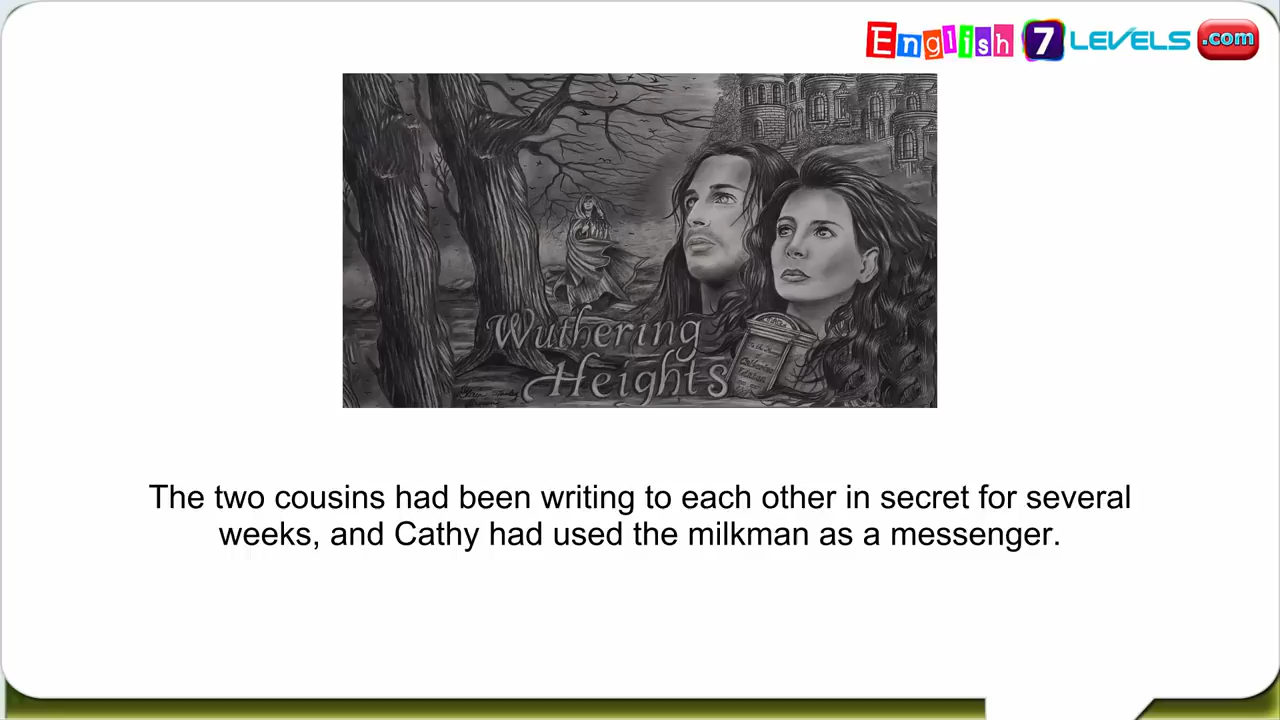 English 7 LEVELS .com
Wuthering
Heights
The two cousins had been writing to each other in secret for several
weeks, and Cathy had used the milkman as a messenger.